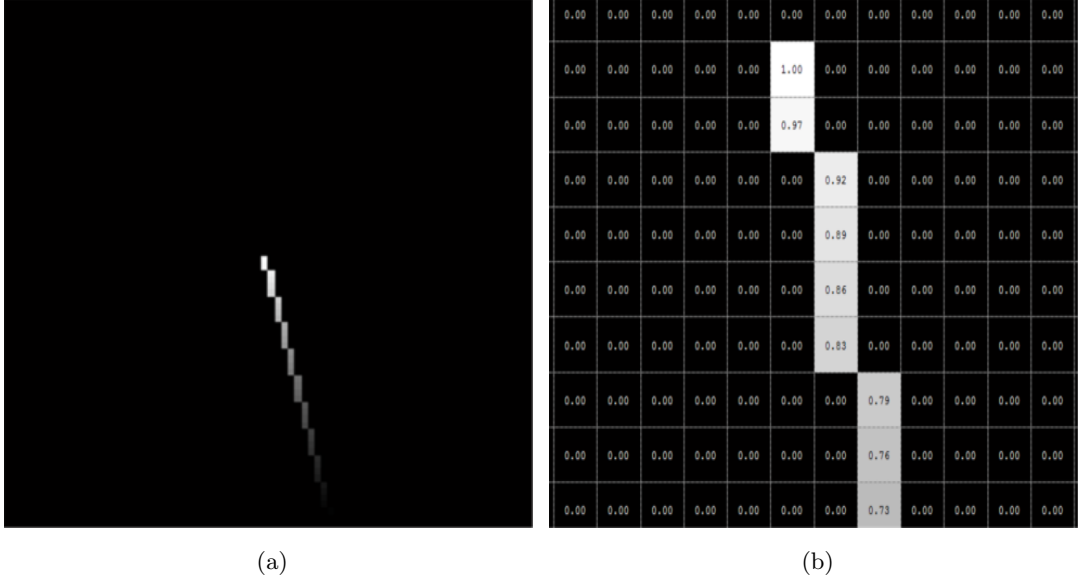 0.00 0.00 0.00 0.00 0.00 0.00 0.00 0.00 0.00 0.00 0.00 0.00
0.00 0.00 0.00 0.00 0.00 1.00 0.00 0.00 0.00 0.00 0.00 0.00
0.00 0.00 0.00 0.00 0.00 0.97 0.00 0.00 0.00 0.00 0.00 0.00
0.00 0.00 0.00 0.00 0.00 0.00 0.92 0.00 0.00 0.00 0.00 0.00
0.00 0.00 0.00 0.00 0.00 0.00 0.89 0.00 0.00 0.00 0.00 0.00
0.00 0.00 0.00 0.00 0.00 0.00 0.86 0.00 0.00 0.00 0.00 0.00
0.00 0.00 0.00 0.00 0.00 0.00 0.83 0.00 0.00 0.00 0.00 0.00
0.00 0.00 0.00 0.00 0.00 0.00 0.00 0.79 0.00 0.00 0.00 0.00
0.00 0.00 0.00 0.00 0.00 0.00 0.00 0.76 0.00 0.00 0.00 0.00
0.00 0.00 0.00 0.00 0.00 0.00 0.00 0.73 0.00 0.00 0.00 0.00
(a) (b)